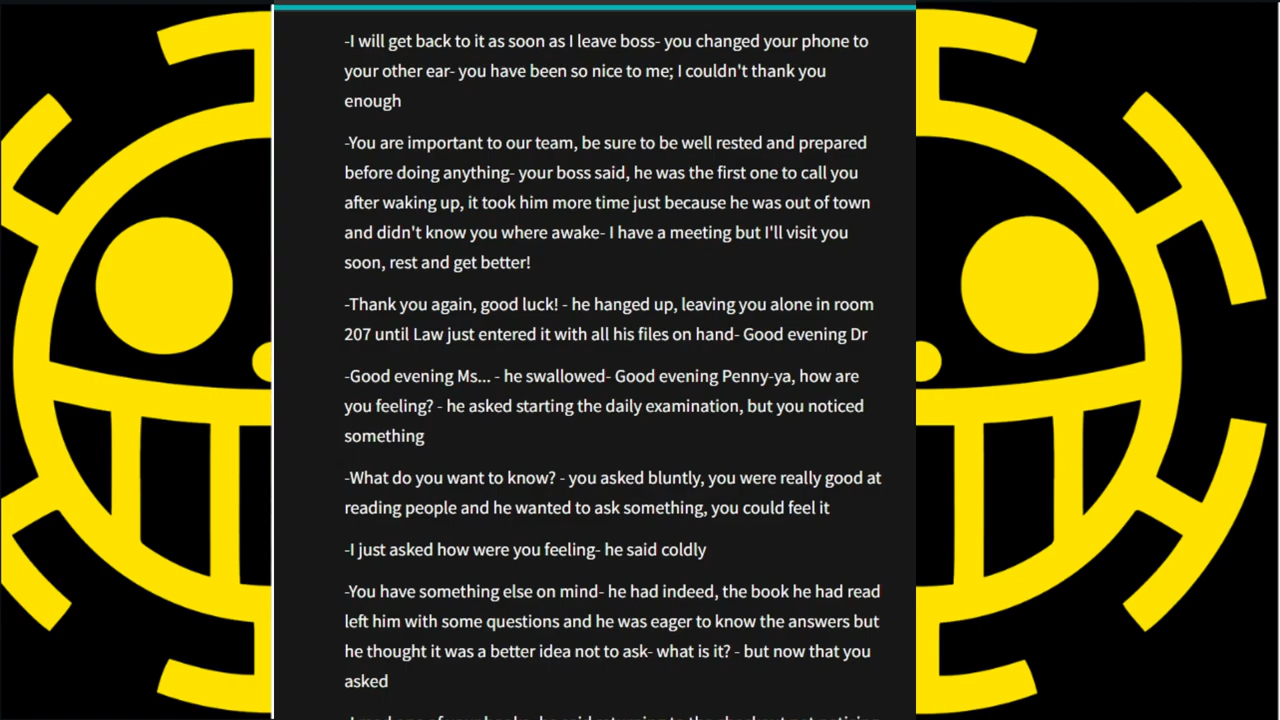 -I will get back to it as soon as I leave boss- you changed your phone to
your other ear- you have been so nice to me; I couldn't thank you
enough
-You are important to our team, be sure to be well rested and prepared
before doing anything- your boss said, he was the first one to call you
after waking up, it took him more time just because he was out of town
and didn't know you where awake- I have a meeting but I'll visit you
soon, rest and get better!
-Thank you again, good luck! - he hanged up, leaving you alone in room
207 until Law just entered it with all his files on hand- Good evening Dr
-Good evening Ms... - he swallowed- Good evening Penny-ya, how are
you feeling? - he asked starting the daily examination, but you noticed
something
-What do you want to know? - you asked bluntly, you were really good at
reading people and he wanted to ask something, you could feel it
-I just asked how were you feeling- he said coldly
-You have something else on mind- he had indeed, the book he had read
left him with some questions and he was eager to know the answers but
he thought it was a better idea not to ask- what is it? - but now that you
asked